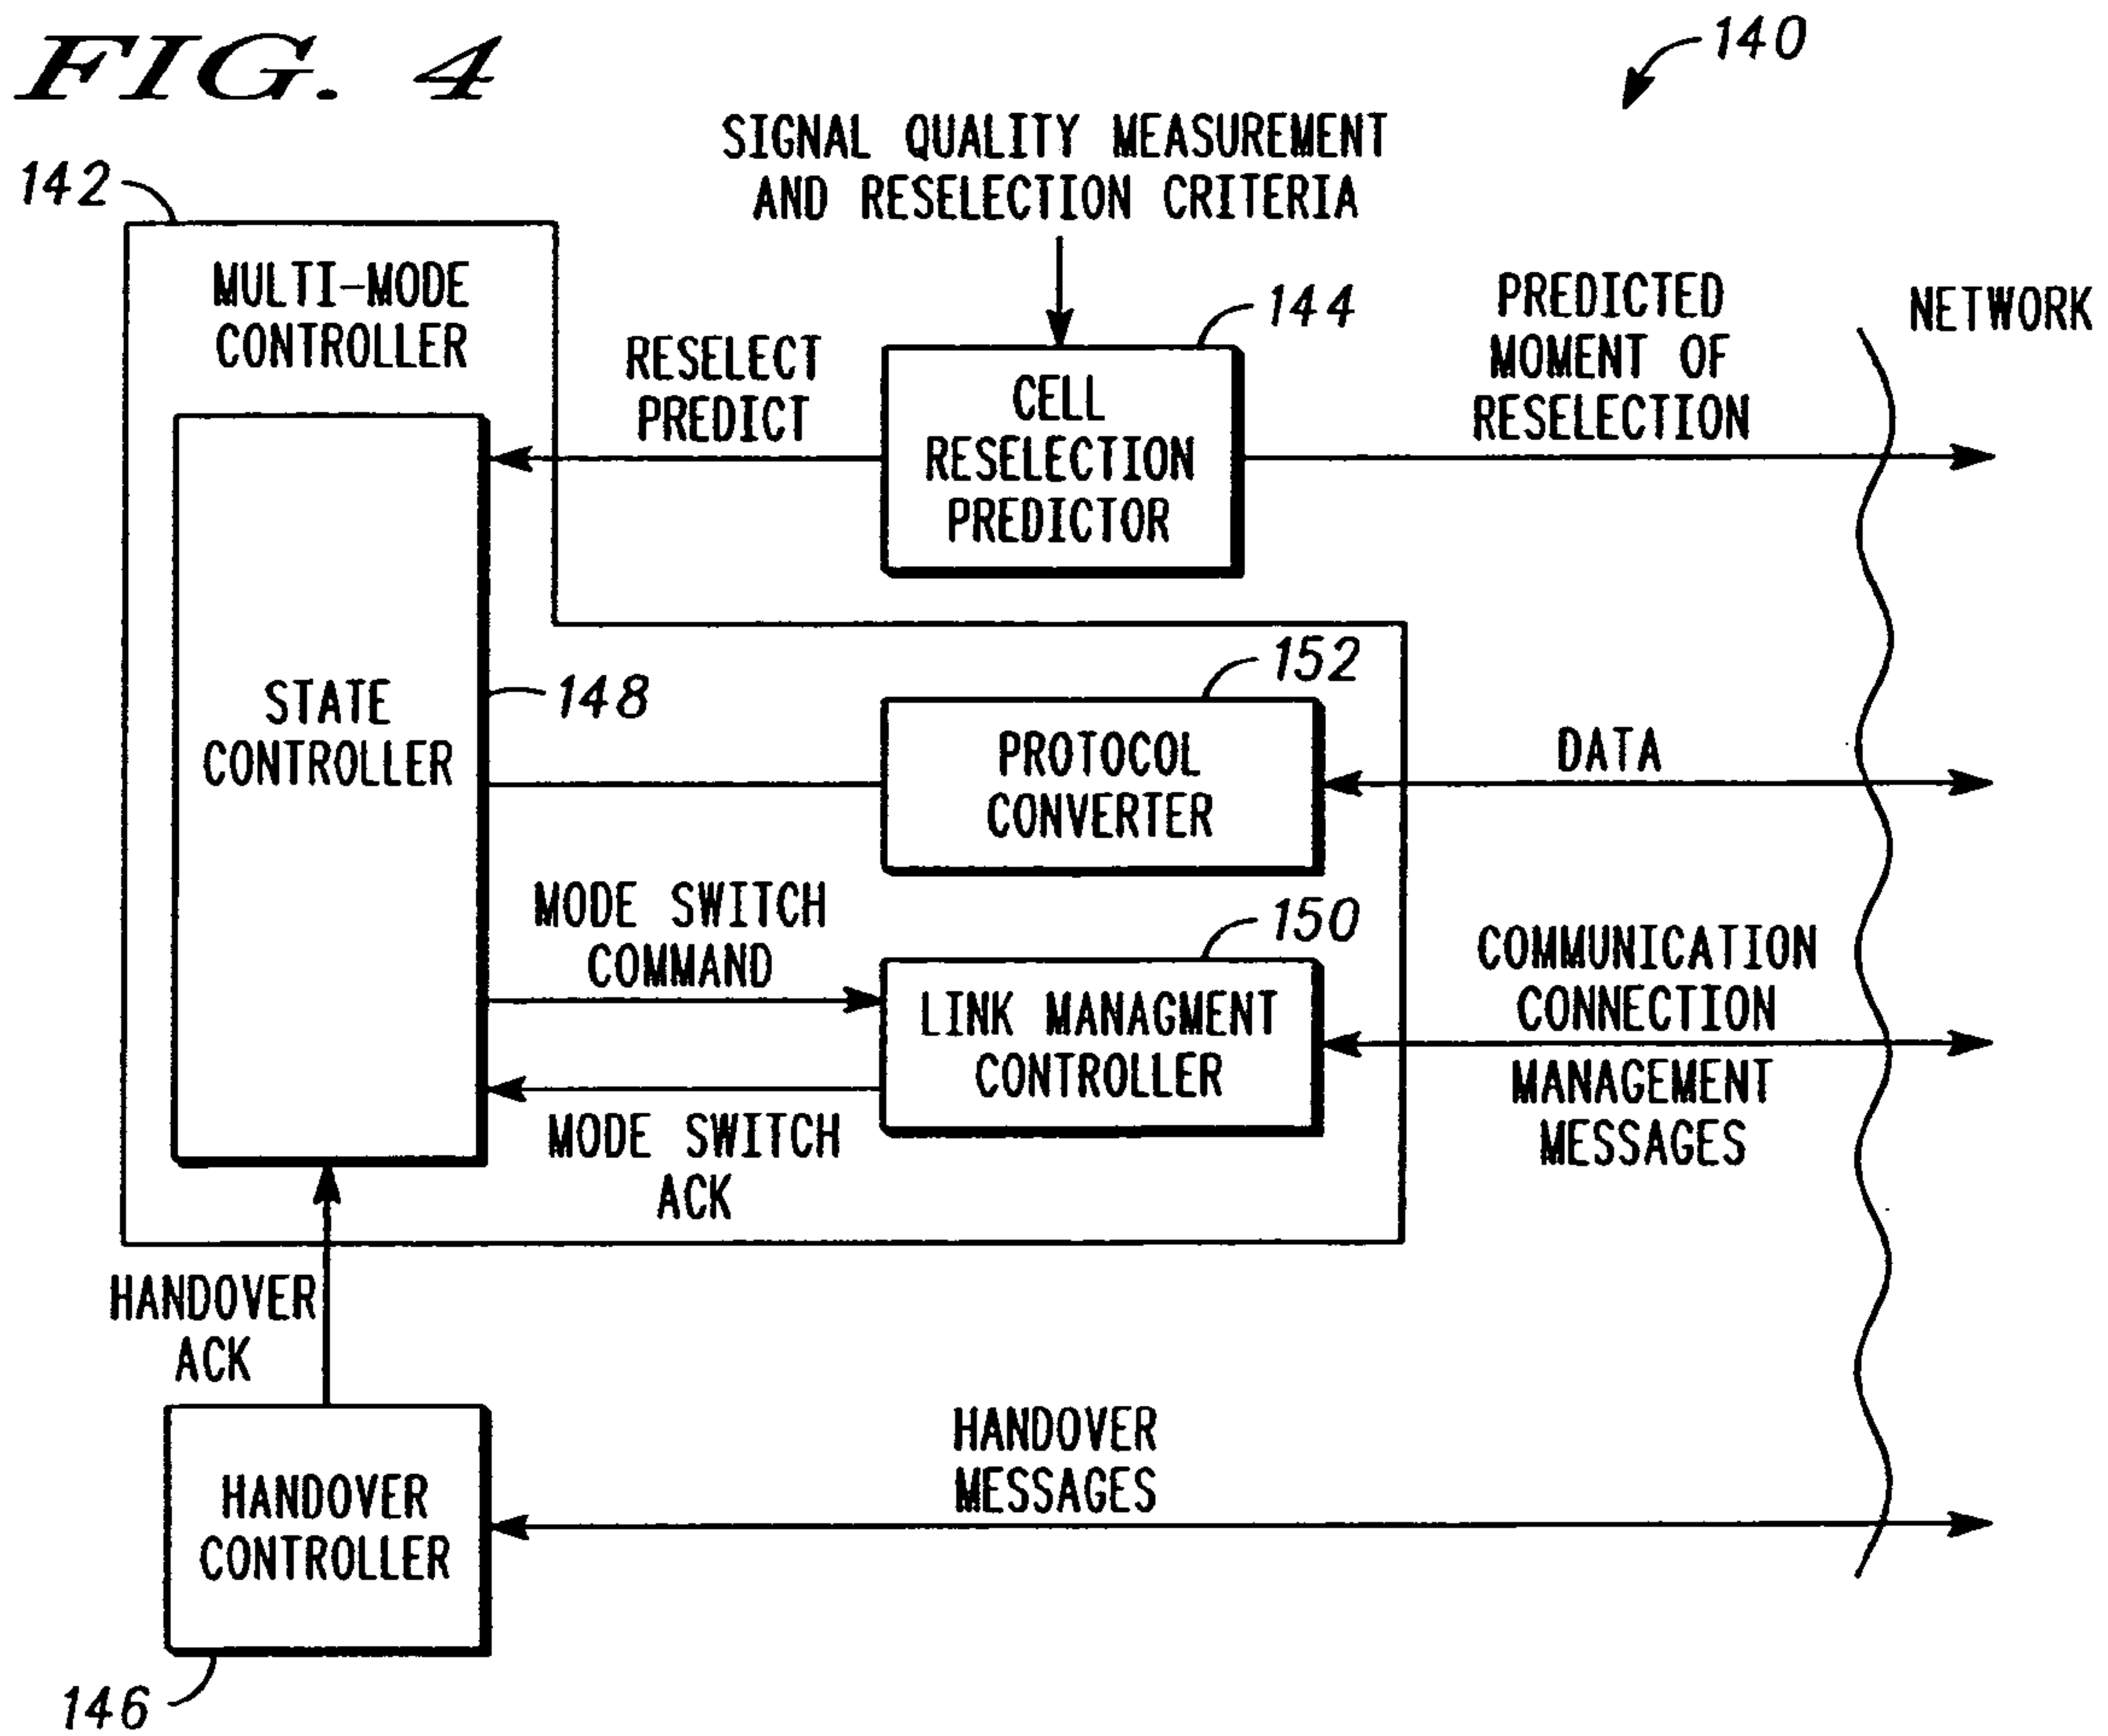 FIG. 4
140
SIGNAL QUALITY MEASUREMENT
AND RESELECTION CRITERIA
142
MULTI-MODE
CONTROLLER
RESELECT
PREDICT
144
CELL
RESELECTION
PREDICTOR
PREDICTED
MOMENT OF
RESELECTION
NETWORK
STATE
CONTROLLER
148
152
PROTOCOL
CONVERTER
DATA
MODE SWITCH
COMMAND
150
LINK MANAGMENT
CONTROLLER
COMMUNICATION
CONNECTION
MANAGEMENT
MESSAGES
MODE SWITCH
ACK
HANDOVER
ACK
HANDOVER
CONTROLLER
HANDOVER
MESSAGES
146